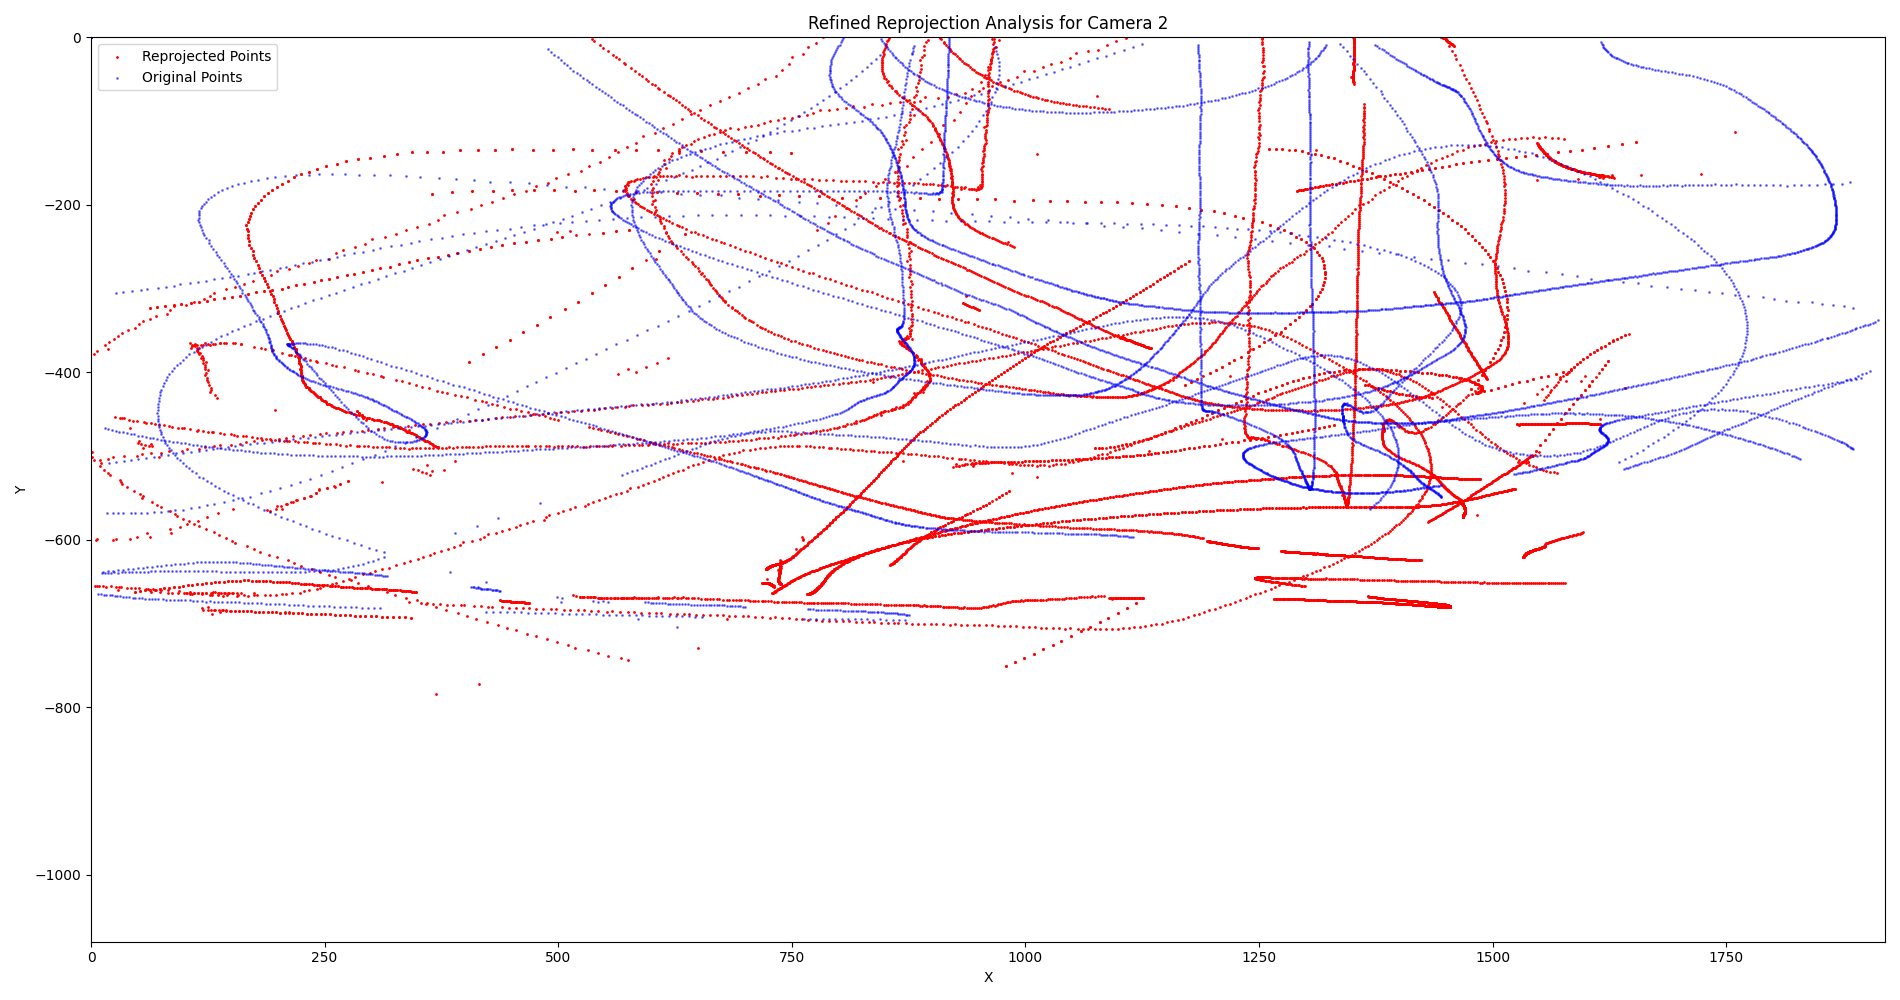 Refined Reprojection Analysis for Camera 2
Reprojected Points
Original Points
0
−200
−400
−600
−800
−1000
Y
0 250 500 750 1000 1250 1500 1750
X